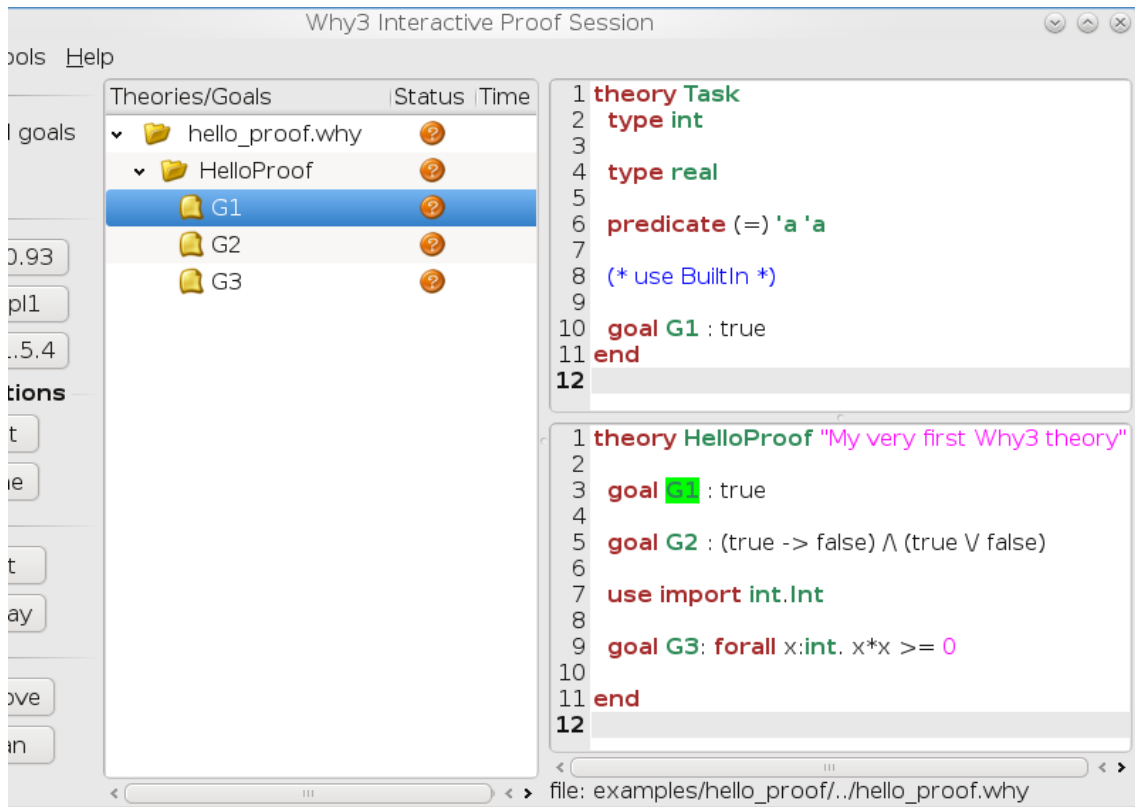 Why3 Interactive Proof Session
ools Help
l goals
0.93
pl1
.5.4
tions
t
ne
t
ay
ove
an
Theories/Goals Status Time
hello_proof.why
HelloProof
G1
G2
G3
1 theory Task
2 type int
3
4 type real
5
6 predicate (=) 'a 'a
7
8 (* use BuiltIn *)
9
10 goal G1 : true
11 end
12
1 theory HelloProof "My very first Why3 theory"
2
3 goal G1 : true
4
5 goal G2 : (true -> false) /\ (true \/ false)
6
7 use import int.Int
8
9 goal G3: forall x:int. x*x >= 0
10
11 end
12
file: examples/hello_proof/../hello_proof.why